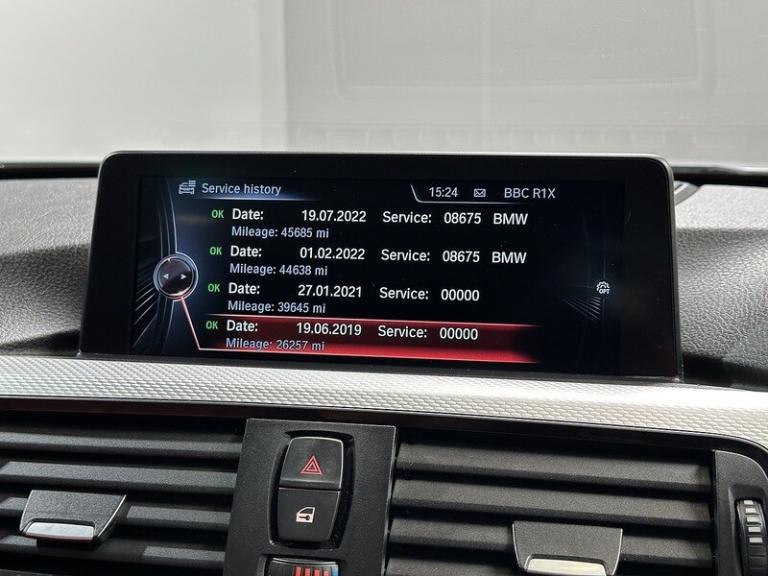 Service history 15:24 BBC R1X
OK Date: 19.07.2022 Service: 08675 BMW
Mileage: 45685 mi
OK Date: 01.02.2022 Service: 08675 BMW
Mileage: 44638 mi
OK Date: 27.01.2021 Service: 00000
Mileage: 39645 mi
OK Date: 19.06.2019 Service: 00000
Mileage: 26257 mi
OPT